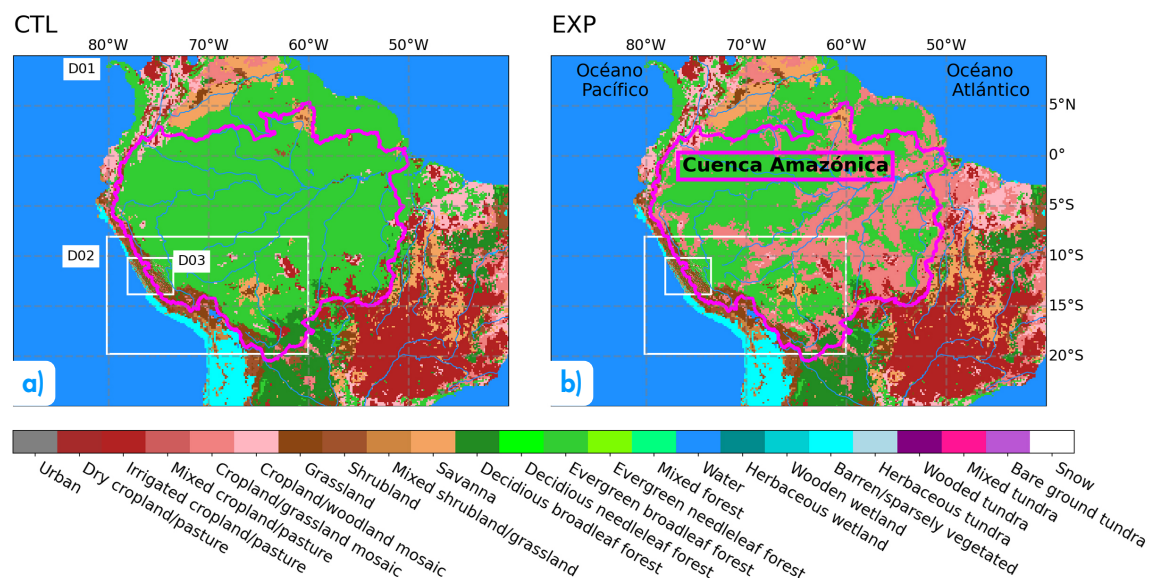 CTL
EXP
80°W 70°W 60°W 50°W
80°W 70°W 60°W 50°W
D01
Océano
Pacífico
Océano
Atlántico
5°N
0°
Cuenca Amazónica
5°S
D02
D03
10°S
15°S
20°S
a)
b)
Urban
Dry cropland/pasture
Irrigated cropland/pasture
Mixed cropland/pasture
Cropland/grassland mosaic
Cropland/woodland mosaic
Grassland
Shrubland
Mixed shrubland/grassland
Savanna
Decidious broadleaf forest
Decidious needleleaf forest
Evergreen broadleaf forest
Evergreen needleleaf forest
Mixed forest
Water
Herbaceous wetland
Wooden wetland
Barren/sparsely vegetated
Herbaceous tundra
Wooded tundra
Mixed tundra
Bare ground tundra
Snow